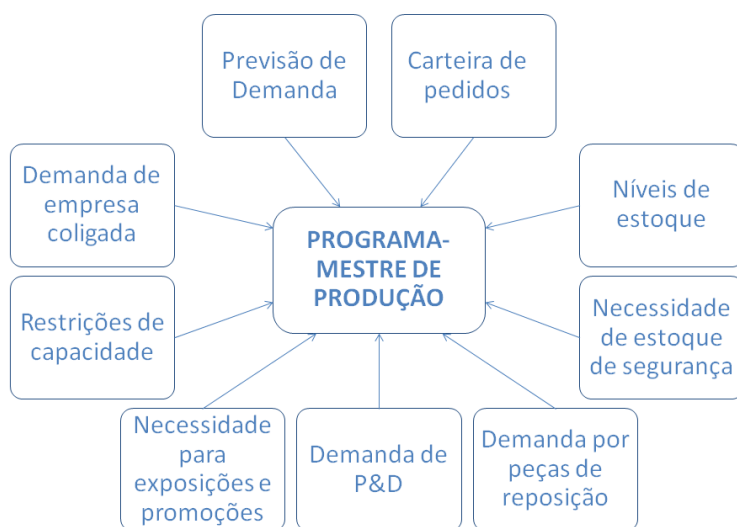 Previsão de
Demanda
Carteira de
pedidos
Demanda de
empresa
coligada
Níveis de
estoque
PROGRAMA-
MESTRE DE
PRODUÇÃO
Restrições de
capacidade
Necessidade
de estoque
de segurança
Necessidade
para
exposições e
promoções
Demanda de
P&D
Demanda por
peças de
reposição